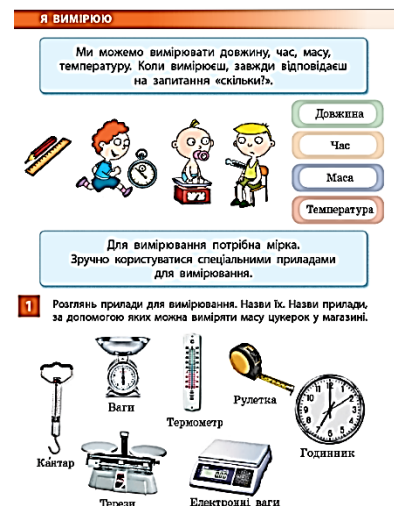 Я ВИМІРЮЮ
Ми можемо вимірювати довжину, час, масу,
температуру. Коли вимірюєш, завжди відповідаєш
на запитання «скільки?».
Довжина
Час
Маса
Температура
Для вимірювання потрібна мірка.
Зручно користуватися спеціальними приладами
для вимірювання.
1 Розглянь прилади для вимірювання. Назви їх. Назви прилади,
за допомогою яких можна виміряти масу цукерок у магазині.
Ваги
Термометр
Рулетка
Годинник
Кантар
Терези
Електронні ваги